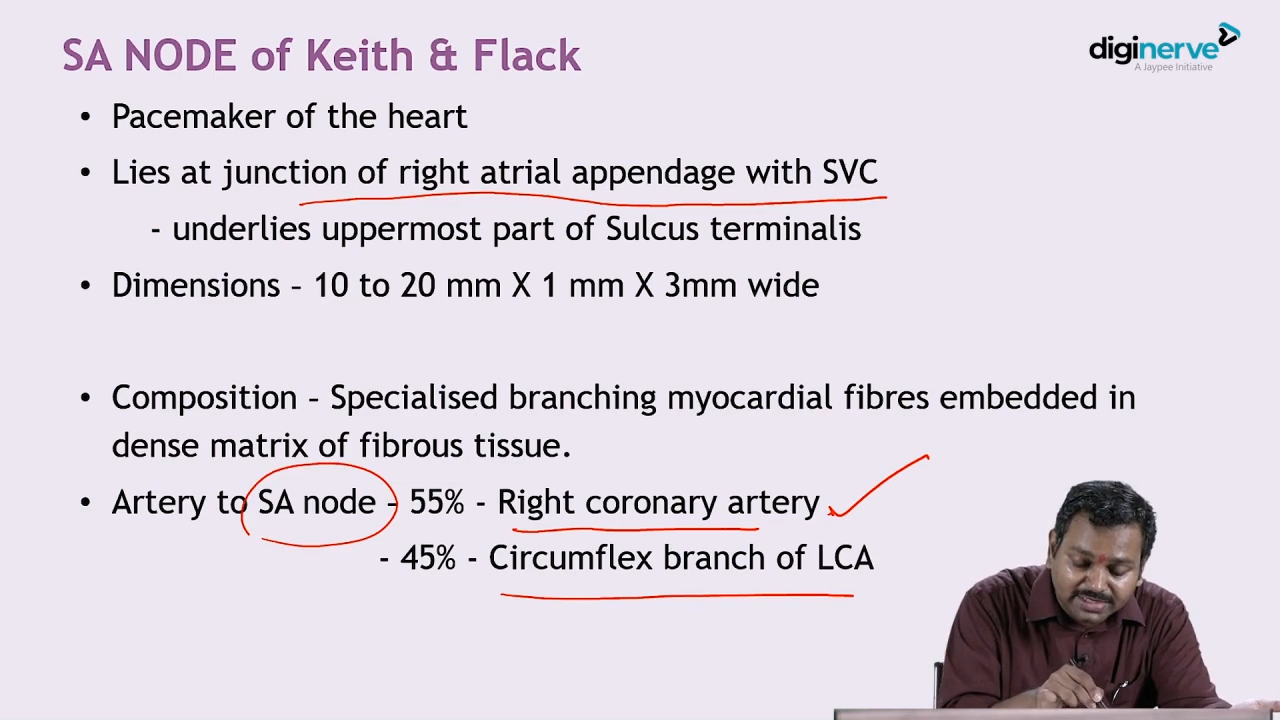 SA NODE of Keith & Flack
diginerve
A Jaypee Initiative
• Pacemaker of the heart
• Lies at junction of right atrial appendage with SVC
- underlies uppermost part of Sulcus terminalis
• Dimensions – 10 to 20 mm X 1 mm X 3mm wide
• Composition – Specialised branching myocardial fibres embedded in
dense matrix of fibrous tissue.
• Artery to SA node – 55% - Right coronary artery
- 45% - Circumflex branch of LCA